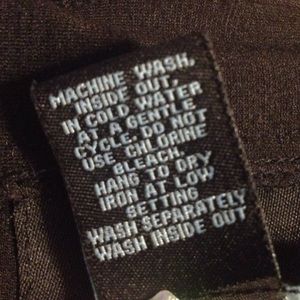 MACHINE WASH,
INSIDE OUT,
IN COLD WATER
AT A GENTLE
CYCLE. DO NOT
USE CHLORINE
BLEACH.
HANG TO DRY
IRON AT LOW
SETTING
WASH SEPARATELY
WASH INSIDE OUT